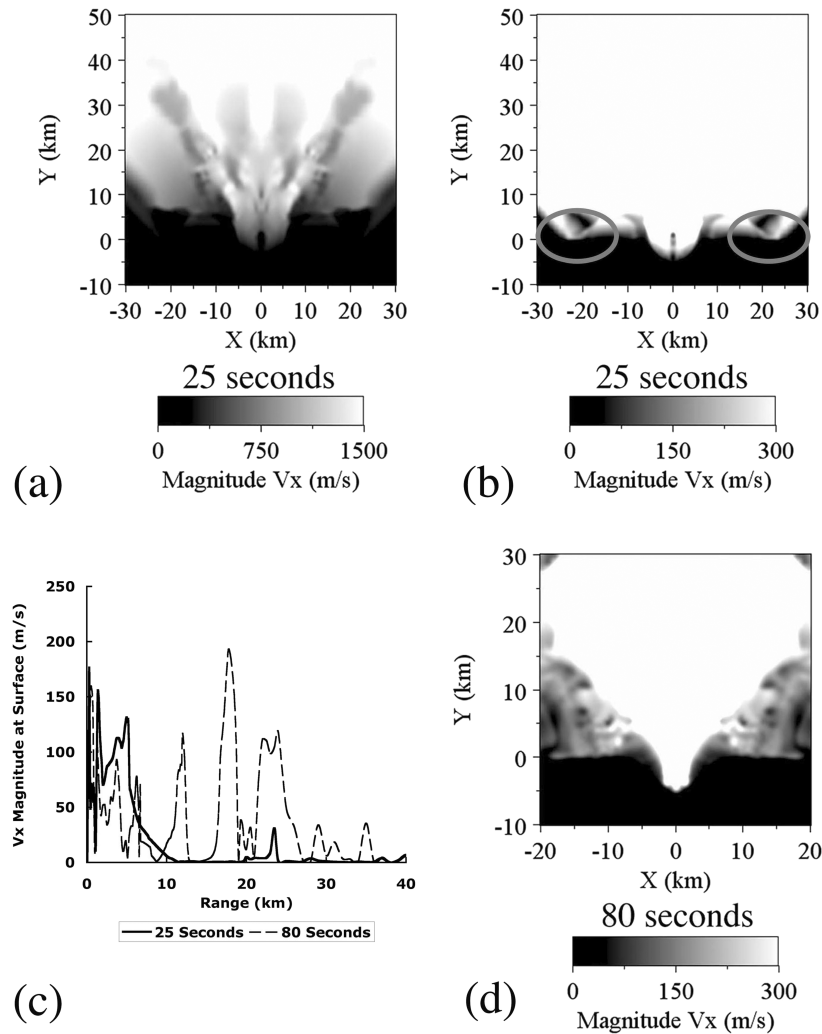 50
40
30
20
10
0
-10
Y (km)
-30 -20 -10 0 10 20 30
X (km)
25 seconds
0 750 1500
Magnitude Vx (m/s)
(a)
50
40
30
20
10
0
-10
Y (km)
-30 -20 -10 0 10 20 30
X (km)
25 seconds
0 150 300
Magnitude Vx (m/s)
(b)
Vx Magnitude at Surface (m/s)
250
200
150
100
50
0
0 10 20 30 40
Range (km)
25 Seconds 80 Seconds
(c)
30
20
10
0
-10
Y (km)
-20 -10 0 10 20
X (km)
80 seconds
0 150 300
Magnitude Vx (m/s)
(d)